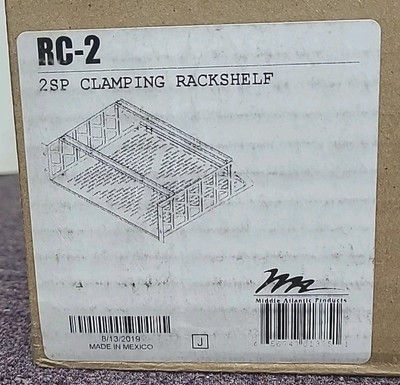 RC-2
2SP CLAMPING RACKSHELF
Middle Atlantic Products
8/13/2019
MADE IN MEXICO
J